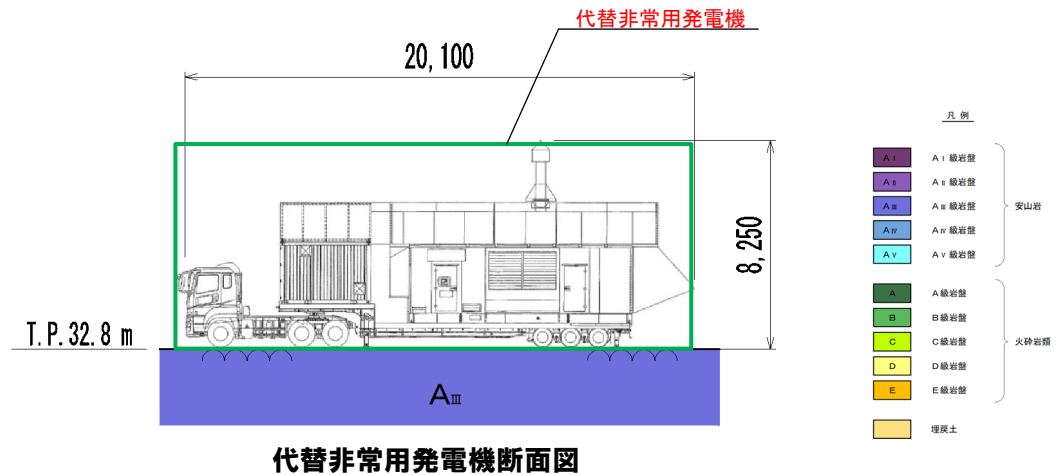 代替非常用発電機
20,100
8,250
T.P.32.8 m
AⅢ
代替非常用発電機断面図
凡 例
AⅠ AⅠ級岩盤
AⅡ AⅡ級岩盤
AⅢ AⅢ級岩盤
AⅣ AⅣ級岩盤
AⅤ AⅤ級岩盤
安山岩
A A級岩盤
B B級岩盤
C C級岩盤
D D級岩盤
E E級岩盤
火砕岩類
埋戻土